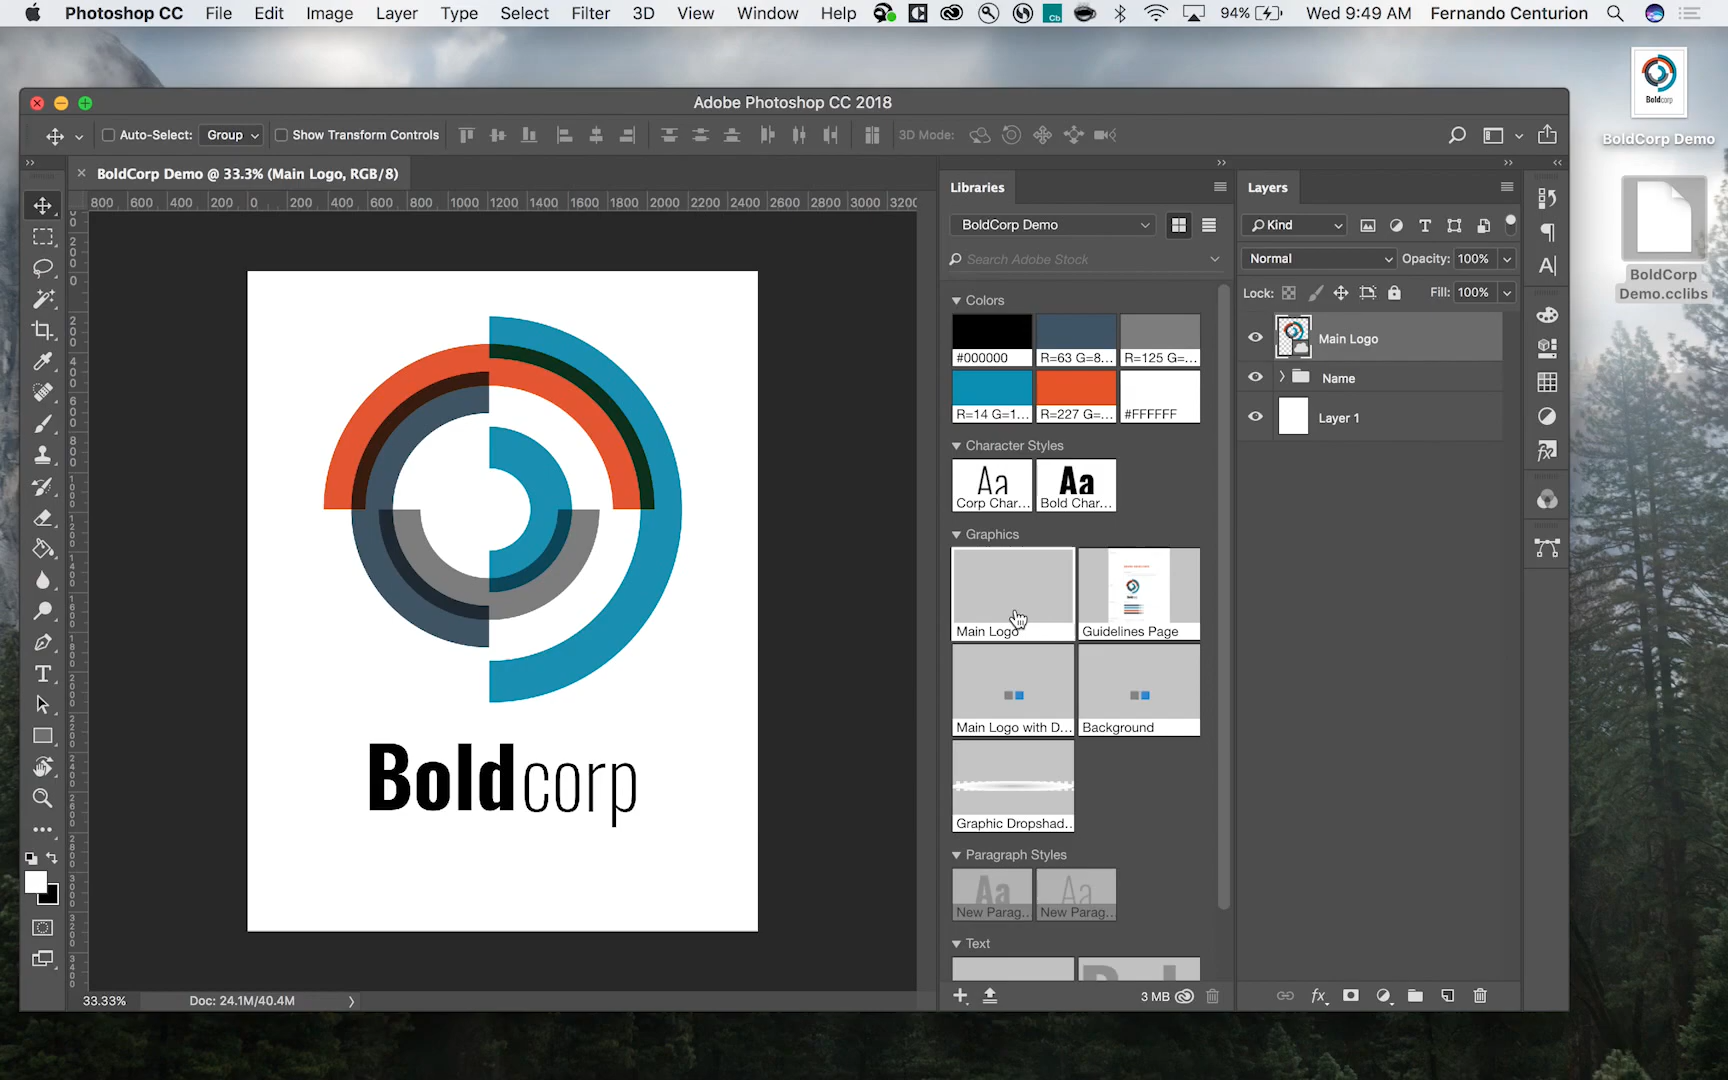 Photoshop CC File Edit Image Layer Type Select Filter 3D View Window Help Cb 94% Wed 9:49 AM Fernando Centurion
Adobe Photoshop CC 2018
Auto-Select: Group Show Transform Controls 3D Mode:
BoldCorp Demo @ 33.3% (Main Logo, RGB/8)
800 600 400 200 0 200 400 600 800 1000 1200 1400 1600 1800 2000 2200 2400 2600 2800 3000 320
Boldcorp
33.33% Doc: 24.1M/40.4M
Libraries
BoldCorp Demo
Search Adobe Stock
Colors
#000000 R=63 G=8... R=125 G=...
R=14 G=1... R=227 G=... #FFFFFF
Character Styles
Aa Aa
Corp Char... Bold Char...
Graphics
Main Logo Guidelines Page
Main Logo with D... Background
Graphic Dropshad...
Paragraph Styles
Aa Aa
New Parag... New Parag...
Text
3 MB
Layers
Kind
Normal Opacity: 100%
Lock: Fill: 100%
Main Logo
Name
Layer 1
fx
Boldcorp
BoldCorp Demo
BoldCorp
Demo.cclibs